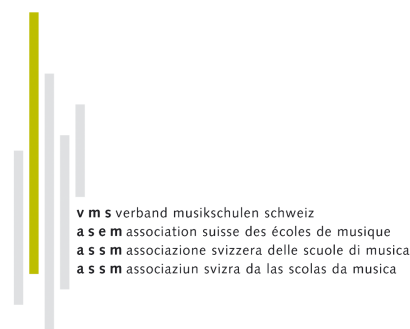 v m s verband musikschulen schweiz
a s e m association suisse des écoles de musique
a s s m associazione svizzera delle scuole di musica
a s s m associaziun svizra da las scolas da musica